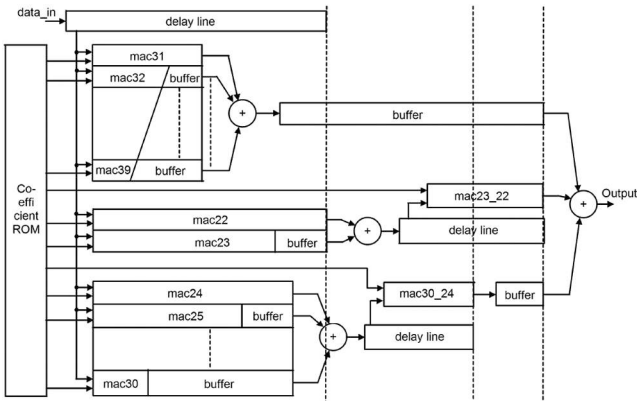 data_in
delay line
mac31
mac32 buffer
mac39 buffer
+
buffer
Co-
effi
cient
ROM
mac23_22
Output
+
mac22
mac23 buffer
+
delay line
mac24
mac25 buffer
mac30 buffer
+
mac30_24
buffer
delay line